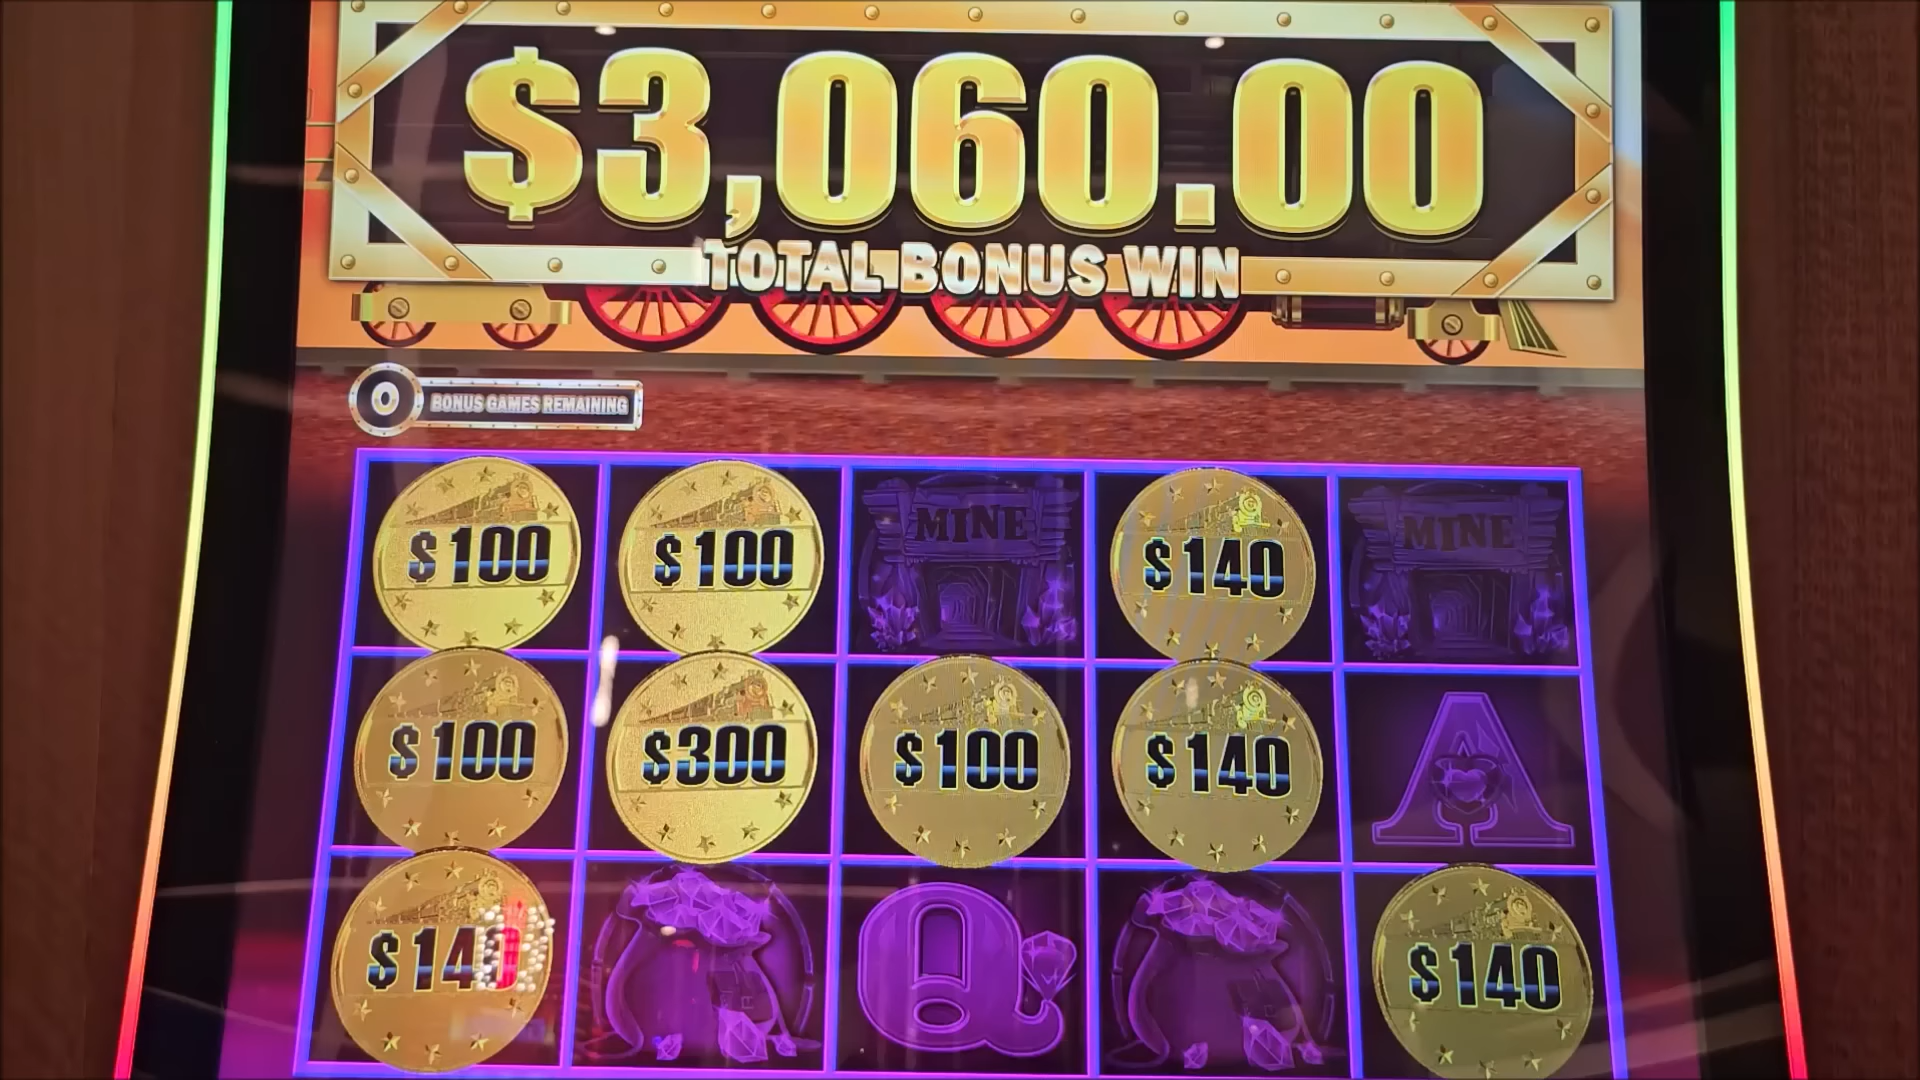 $3,060.00
TOTAL BONUS WIN
0 BONUS GAMES REMAINING
$100 $100 MINE $140 MINE
$100 $300 $100 $140 A
$140 Q $140